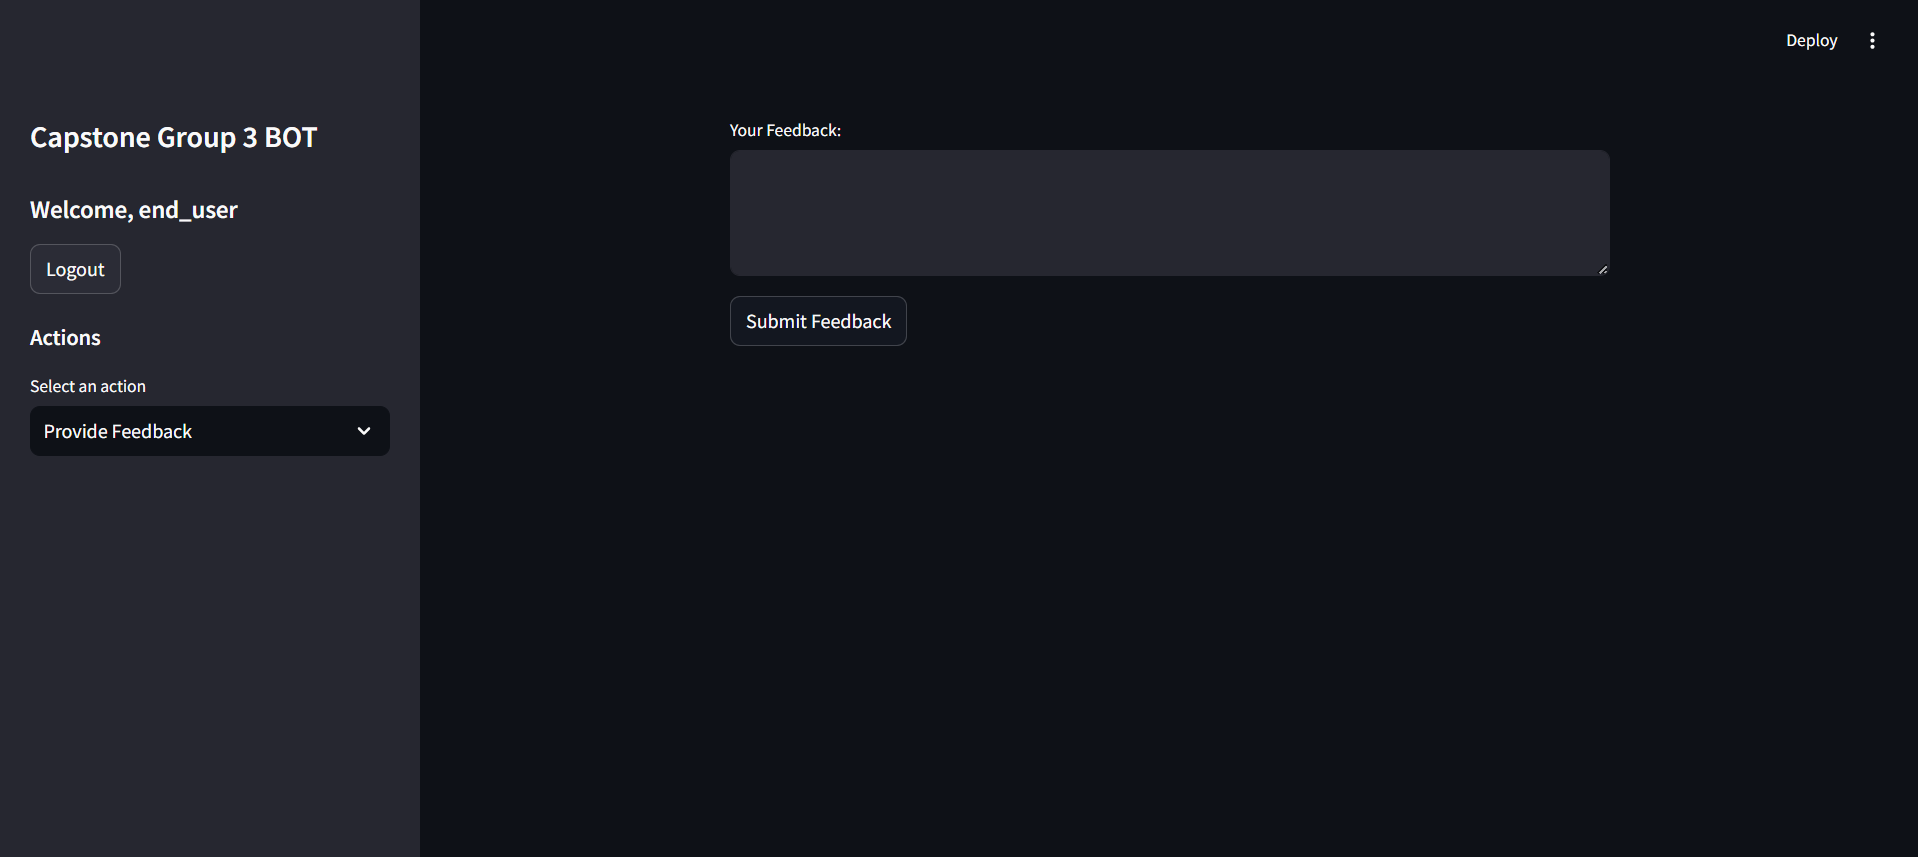 Deploy
Capstone Group 3 BOT
Welcome, end_user
Logout
Actions
Select an action
Provide Feedback
Your Feedback:
Submit Feedback